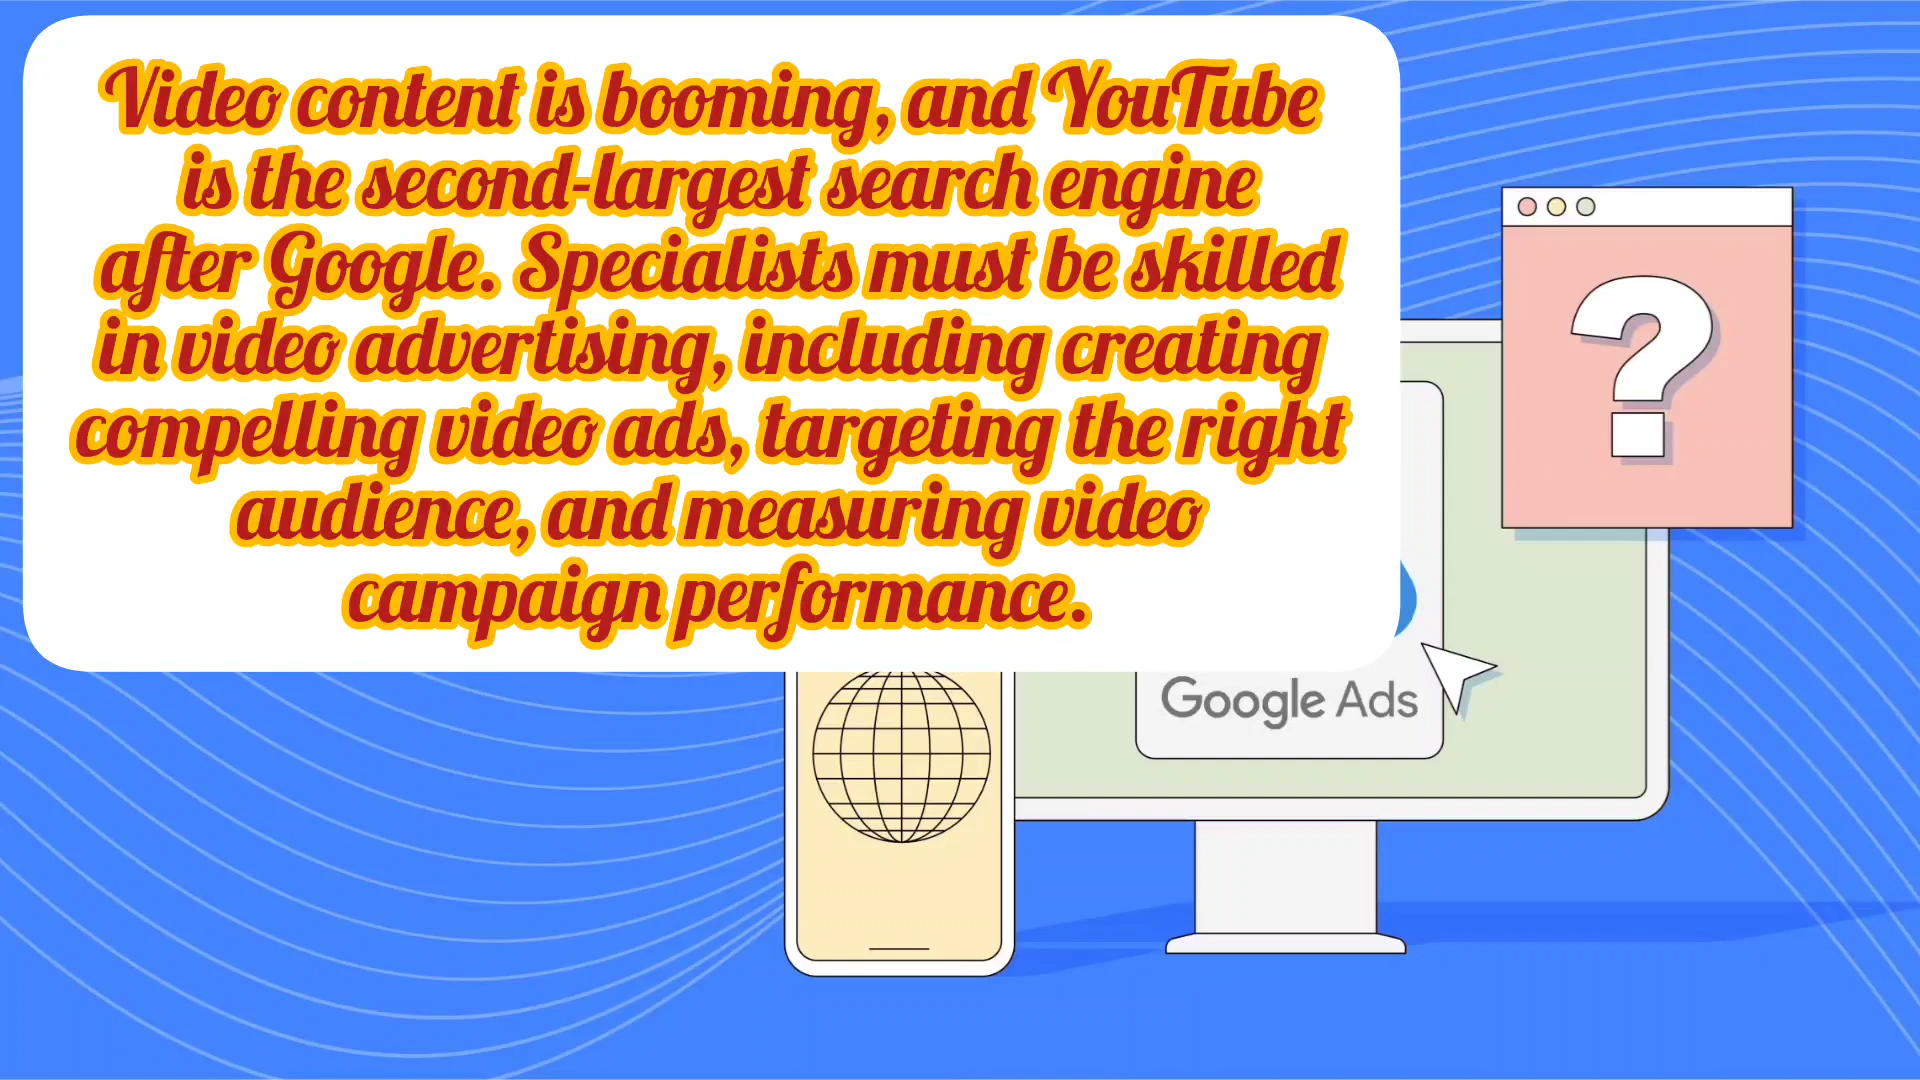 Video content is booming, and YouTube
is the second-largest search engine
after Google. Specialists must be skilled
in video advertising, including creating
compelling video ads, targeting the right
audience, and measuring video
campaign performance.
?
Google Ads